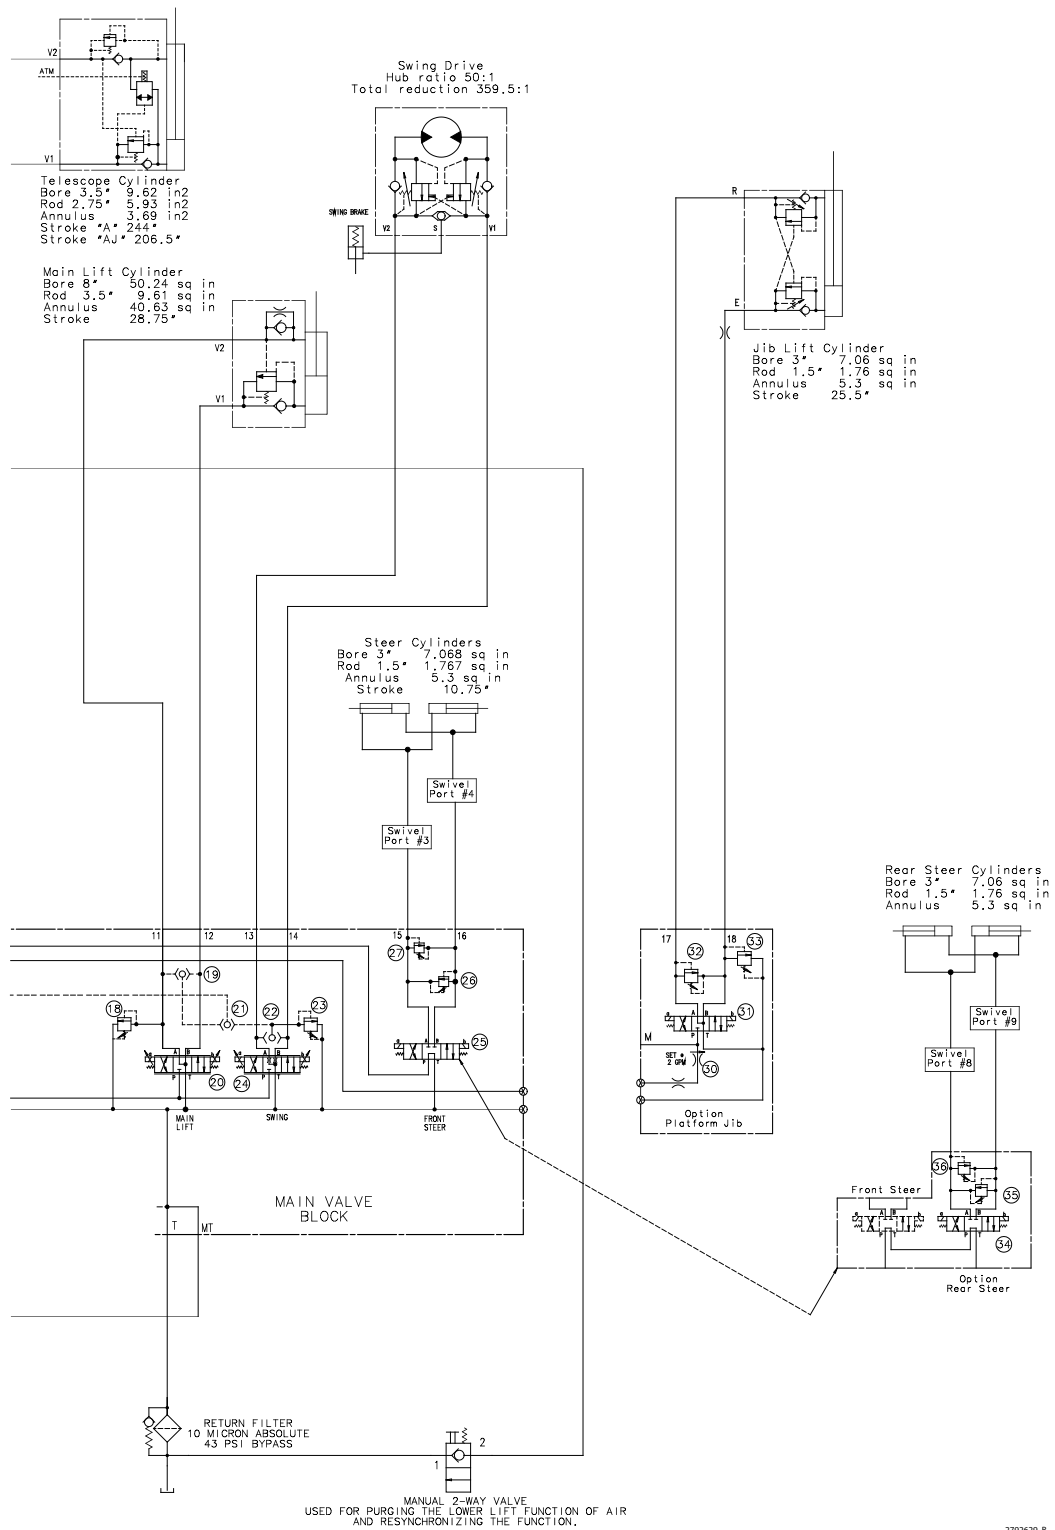 V2
ATM
V1
Telescope Cylinder
Bore 3.5" 9.62 in2
Rod 2.75" 5.93 in2
Annulus 3.69 in2
Stroke "A" 244"
Stroke "AJ" 206.5"
Swing Drive
Hub ratio 50:1
Total reduction 359.5:1
SWING BRAKE
V2 S V1
Main Lift Cylinder
Bore 8" 50.24 sq in
Rod 3.5" 9.61 sq in
Annulus 40.63 sq in
Stroke 28.75"
V2
V1
R
E
Jib Lift Cylinder
Bore 3" 7.06 sq in
Rod 1.5" 1.76 sq in
Annulus 5.3 sq in
Stroke 25.5"
Steer Cylinders
Bore 3" 7.068 sq in
Rod 1.5" 1.767 sq in
Annulus 5.3 sq in
Stroke 10.75"
Swivel
Port #4
Swivel
Port #3
Rear Steer Cylinders
Bore 3" 7.06 sq in
Rod 1.5" 1.76 sq in
Annulus 5.3 sq in
Swivel
Port #9
Swivel
Port #8
11 12 13 14 15 16
27
26
19
18
21
22
23
25
20
24
A B
P T
A B
P T
A B
P T
MAIN
LIFT
SWING
FRONT
STEER
MAIN VALVE
BLOCK
T MT
17 18
32
33
31
A B
P T
M
SET @
2 GPM
30
Option
Platform Jib
36
35
34
Front Steer
A B
P T
A B
P T
Option
Rear Steer
RETURN FILTER
10 MICRON ABSOLUTE
43 PSI BYPASS
2
1
MANUAL 2-WAY VALVE
USED FOR PURGING THE LOWER LIFT FUNCTION OF AIR
AND RESYNCHRONIZING THE FUNCTION.